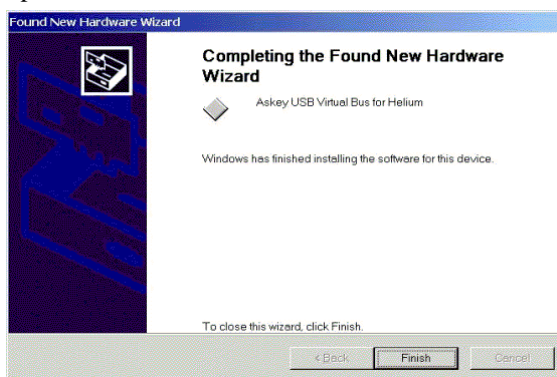 Found New Hardware Wizard
Completing the Found New Hardware
Wizard
Askey USB Virtual Bus for Helium
Windows has finished installing the software for this device.
To close this wizard, click Finish.
< Back Finish Cancel